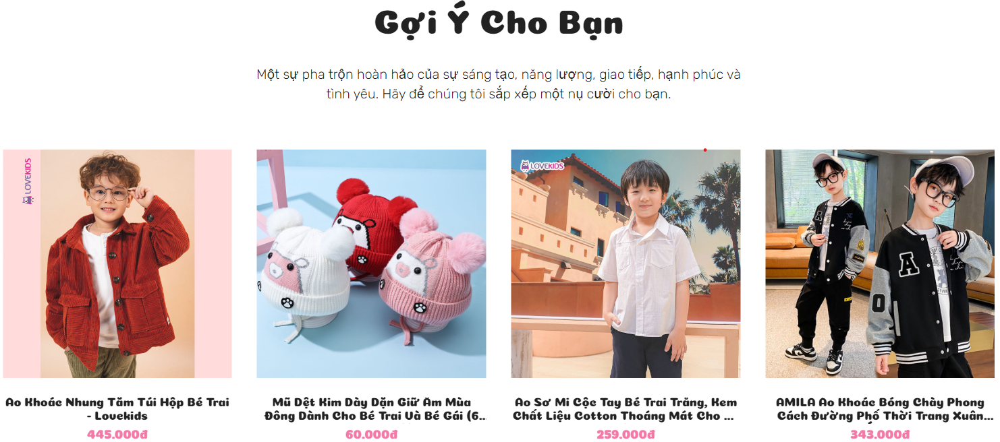 Gợi Ý Cho Bạn
Một sự pha trộn hoàn hảo của sự sáng tạo, năng lượng, giao tiếp, hạnh phúc và
tình yêu. Hãy để chúng tôi sắp xếp một nụ cười cho bạn.
LOVEKIDS
LOVEKIDS
A
A
O
Ao Khoác Nhung Tăm Túi Hộp Bé Trai
- Lovekids
445.000đ
Mũ Dệt Kim Dày Dặn Giữ Ấm Mùa
Đông Dành Cho Bé Trai Và Bé Gái (6...
60.000đ
Ao Sơ Mi Cộc Tay Bé Trai Trăng, Kem
Chất Liệu Cotton Thoáng Mát Cho ...
259.000đ
AMILA Ao Khoác Bóng Chày Phong
Cách Đường Phố Thời Trang Xuân...
343.000đ